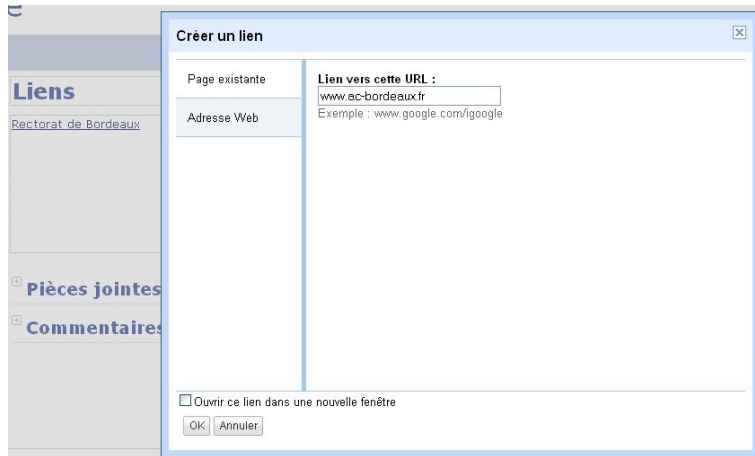 Créer un lien
Page existante
Adresse Web
Lien vers cette URL :
www.ac-bordeaux.fr
Exemple : www.google.com/igoogle
Liens
Rectorat de Bordeaux
Pièces jointes
Commentaires
Ouvrir ce lien dans une nouvelle fenêtre
OK
Annuler